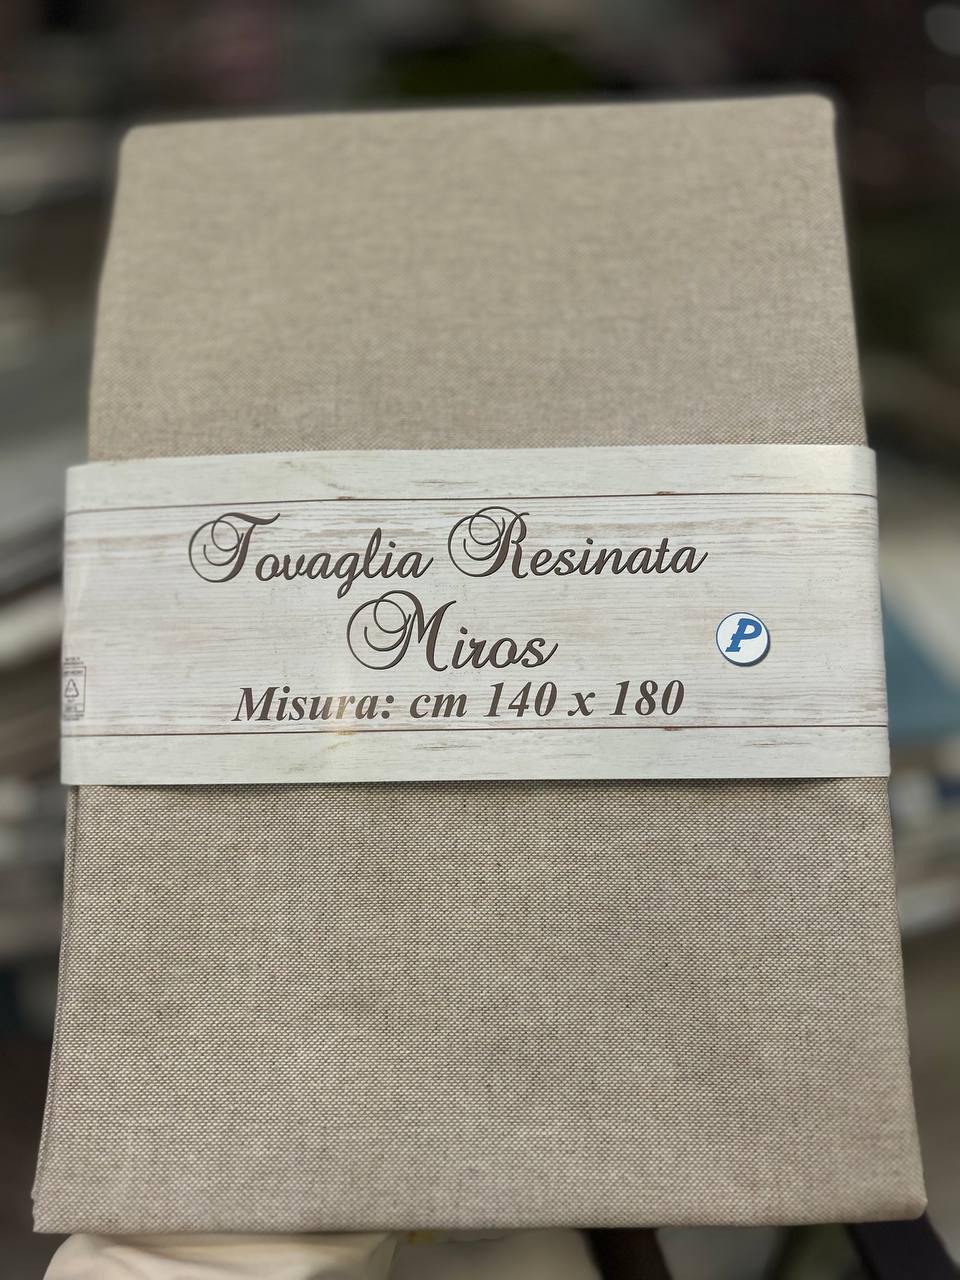 Tovaglia Resinata
Miros
P
Misura: cm 140 x 180